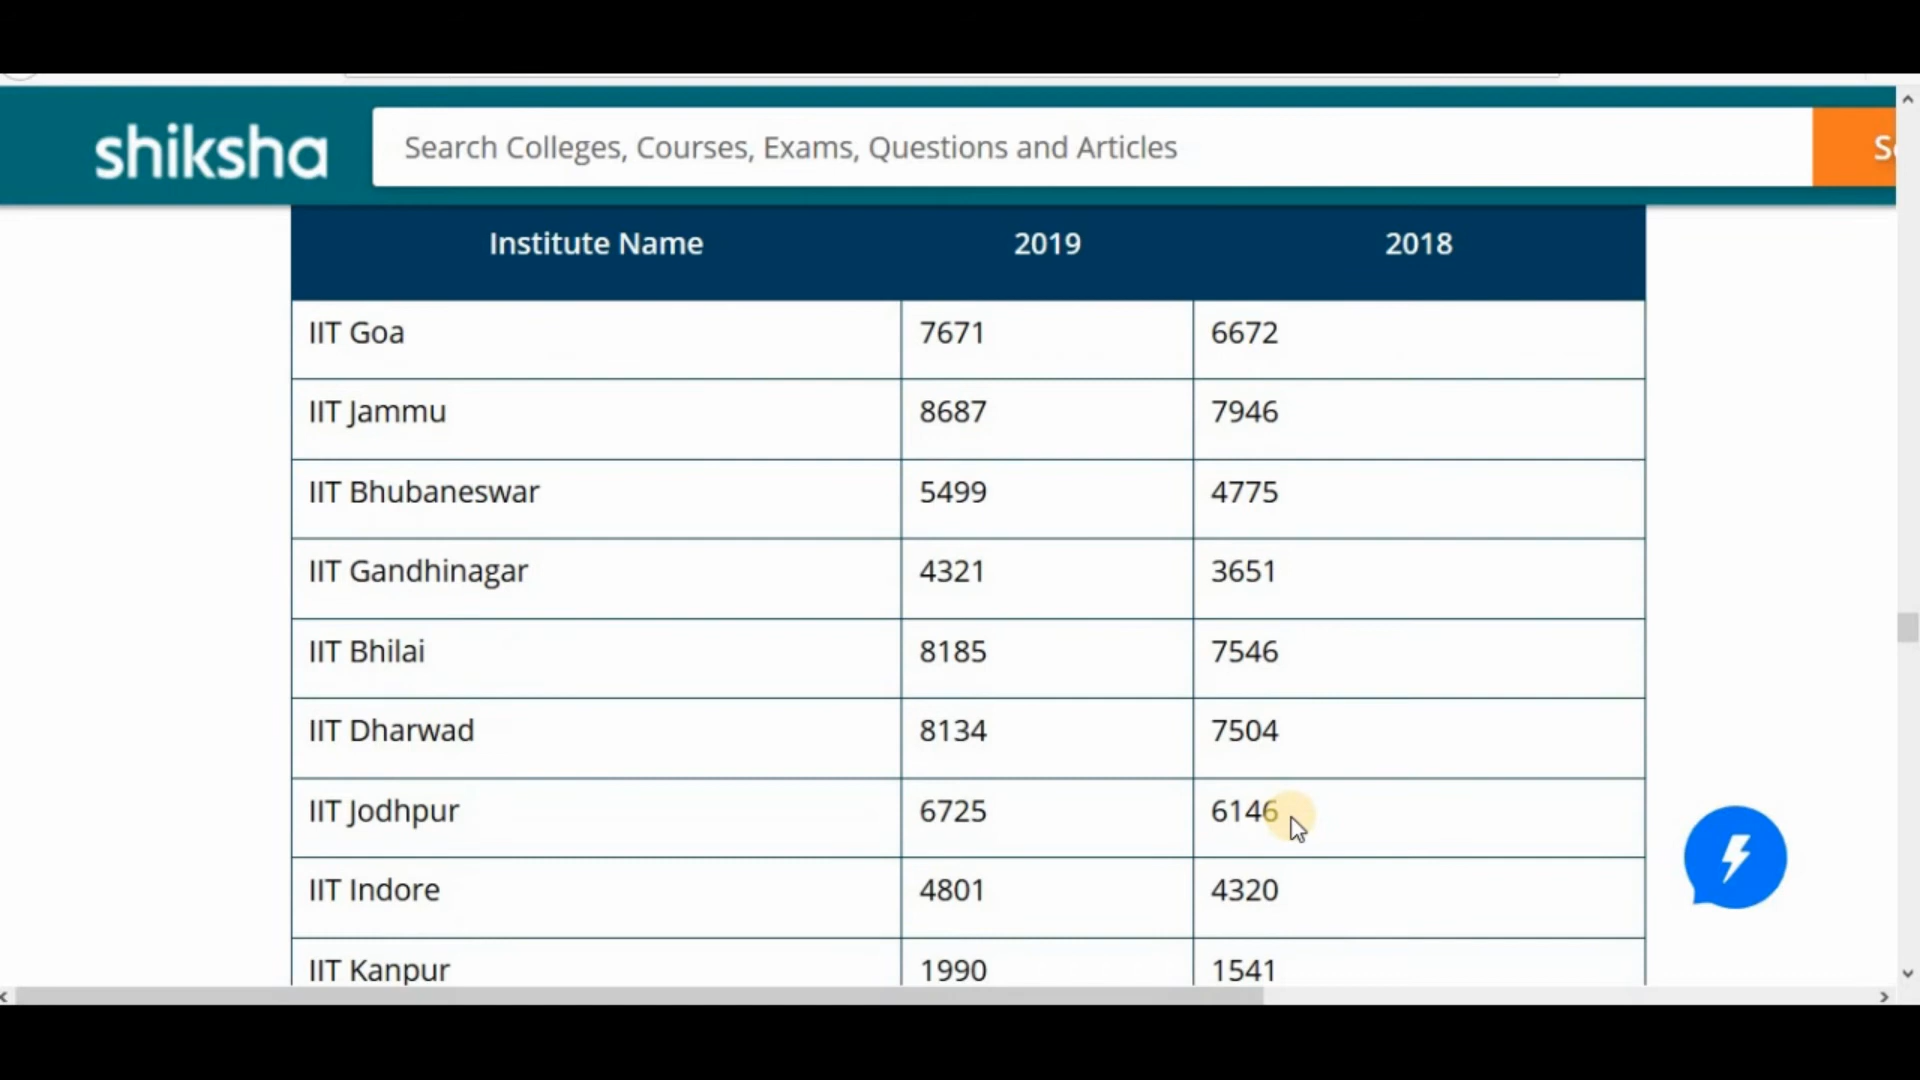 shiksha
Search Colleges, Courses, Exams, Questions and Articles
Institute Name 2019 2018
IIT Goa 7671 6672
IIT Jammu 8687 7946
IIT Bhubaneswar 5499 4775
IIT Gandhinagar 4321 3651
IIT Bhilai 8185 7546
IIT Dharwad 8134 7504
IIT Jodhpur 6725 6146
IIT Indore 4801 4320
IIT Kanpur 1990 1541